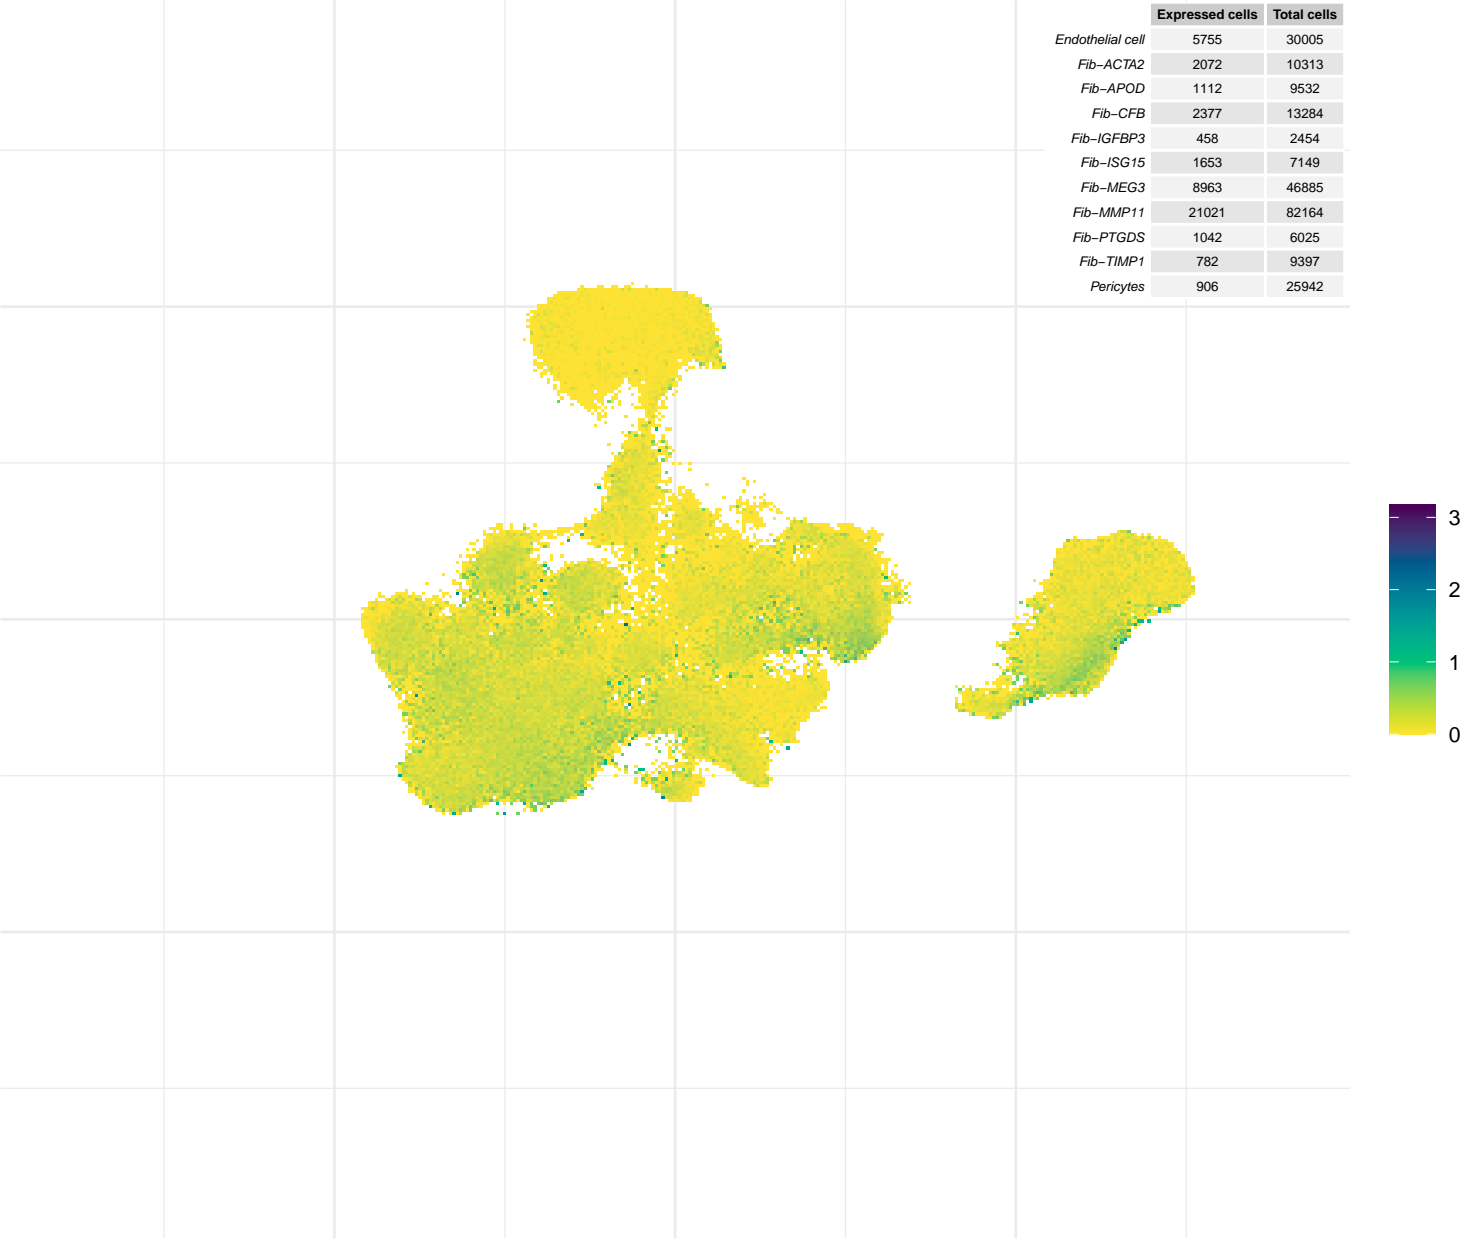 Expressed cells Total cells
Endothelial cell 5755 30005
Fib−ACTA2 2072 10313
Fib−APOD 1112 9532
Fib−CFB 2377 13284
Fib−IGFBP3 458 2454
Fib−ISG15 1653 7149
Fib−MEG3 8963 46885
Fib−MMP11 21021 82164
Fib−PTGDS 1042 6025
Fib−TIMP1 782 9397
Pericytes 906 25942
3
2
1
0